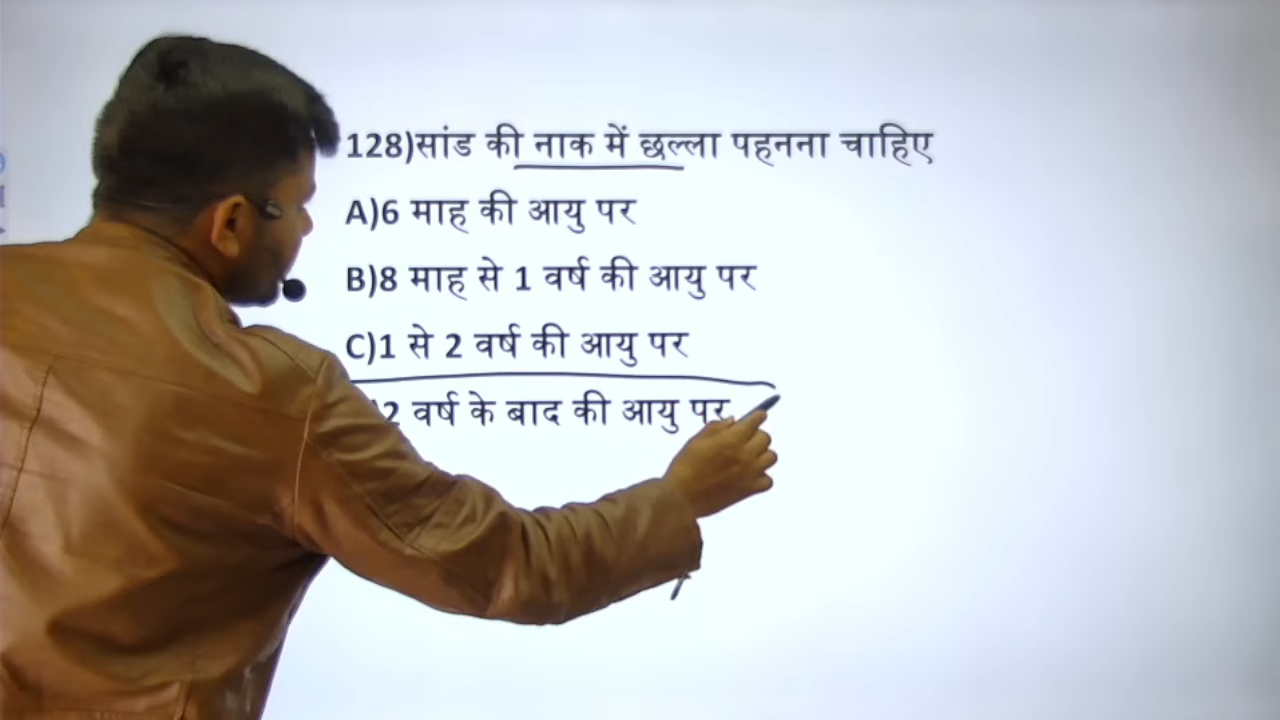 128)सांड की नाक में छल्ला पहनना चाहिए
A)6 माह की आयु पर
B)8 माह से 1 वर्ष की आयु पर
C)1 से 2 वर्ष की आयु पर
2 वर्ष के बाद की आयु पर